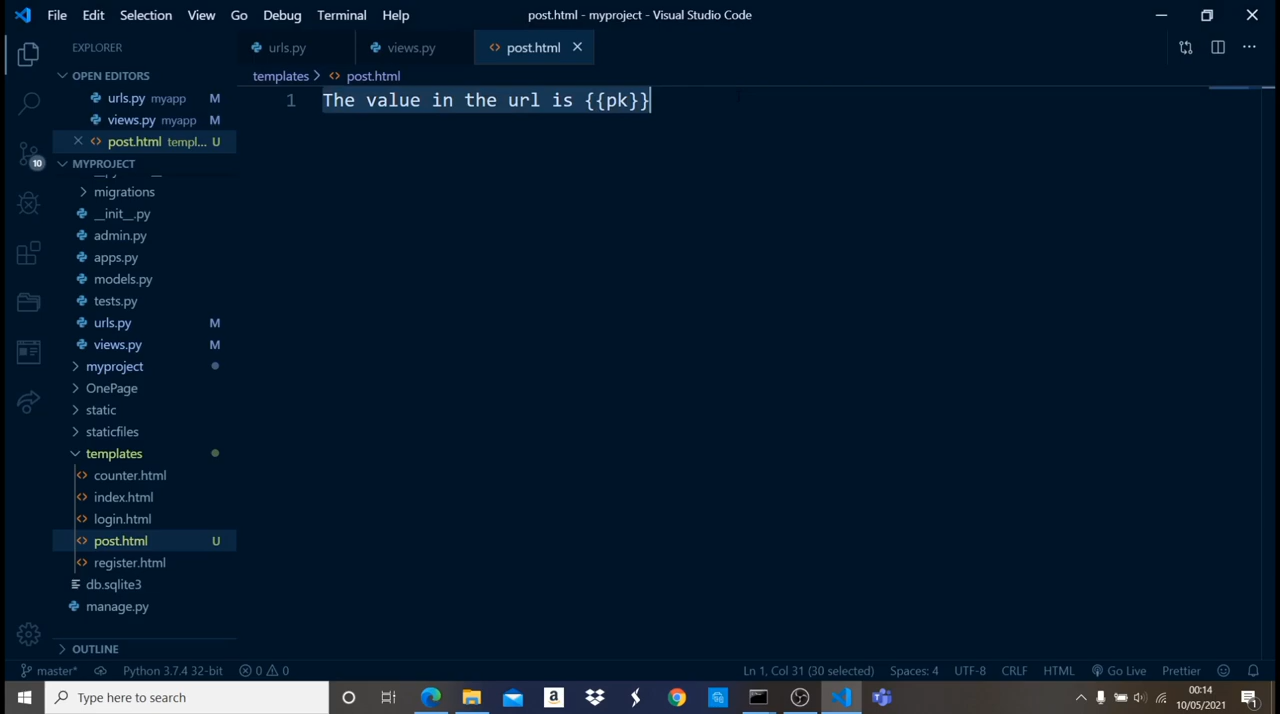 File Edit Selection View Go Debug Terminal Help
post.html - myproject - Visual Studio Code
EXPLORER
urls.py
views.py
post.html
OPEN EDITORS
templates > post.html
urls.py myapp M
views.py myapp M
post.html templ... U
1 The value in the url is {{pk}}
MYPROJECT
migrations
__init__.py
admin.py
apps.py
models.py
tests.py
urls.py M
views.py M
myproject
OnePage
static
staticfiles
templates
counter.html
index.html
login.html
post.html U
register.html
db.sqlite3
manage.py
OUTLINE
10
master* Python 3.7.4 32-bit 0 0 Ln 1, Col 31 (30 selected) Spaces: 4 UTF-8 CRLF HTML Go Live Prettier
Type here to search
00:14
10/05/2021
1